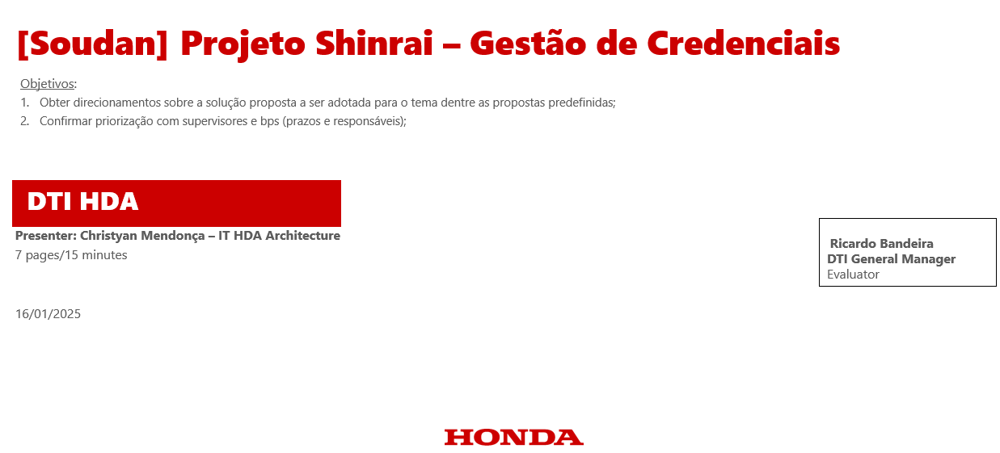 [Soudan] Projeto Shinrai – Gestão de Credenciais
Objetivos:
1. Obter direcionamentos sobre a solução proposta a ser adotada para o tema dentre as propostas predefinidas;
2. Confirmar priorização com supervisores e bps (prazos e responsáveis);
DTI HDA
Presenter: Christyan Mendonça – IT HDA Architecture
7 pages/15 minutes
Ricardo Bandeira
DTI General Manager
Evaluator
16/01/2025
HONDA